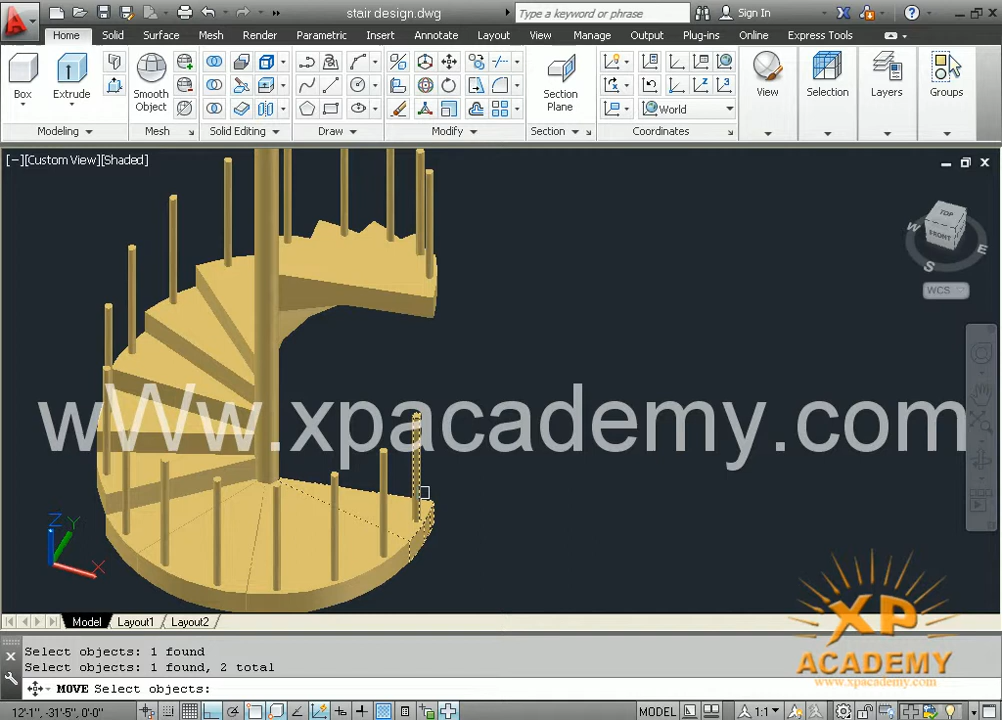 stair design.dwg
Type a keyword or phrase
Sign In
Home Solid Surface Mesh Render Parametric Insert Annotate Layout View Manage Output Plug-ins Online Express Tools
Box
Extrude
Smooth Object
Section Plane
World
View
Selection
Layers
Groups
Modeling
Mesh
Solid Editing
Draw
Modify
Section
Coordinates
[−][Custom View][Shaded]
TOP
FRONT
W
E
S
WCS
wWw.xpacademy.com
Z
Y
X
Model Layout1 Layout2
Select objects: 1 found
Select objects: 1 found, 2 total
MOVE Select objects:
XP
ACADEMY
www.xpacademy.com
12'-1", -31'-5", 0'-0"
MODEL
1:1